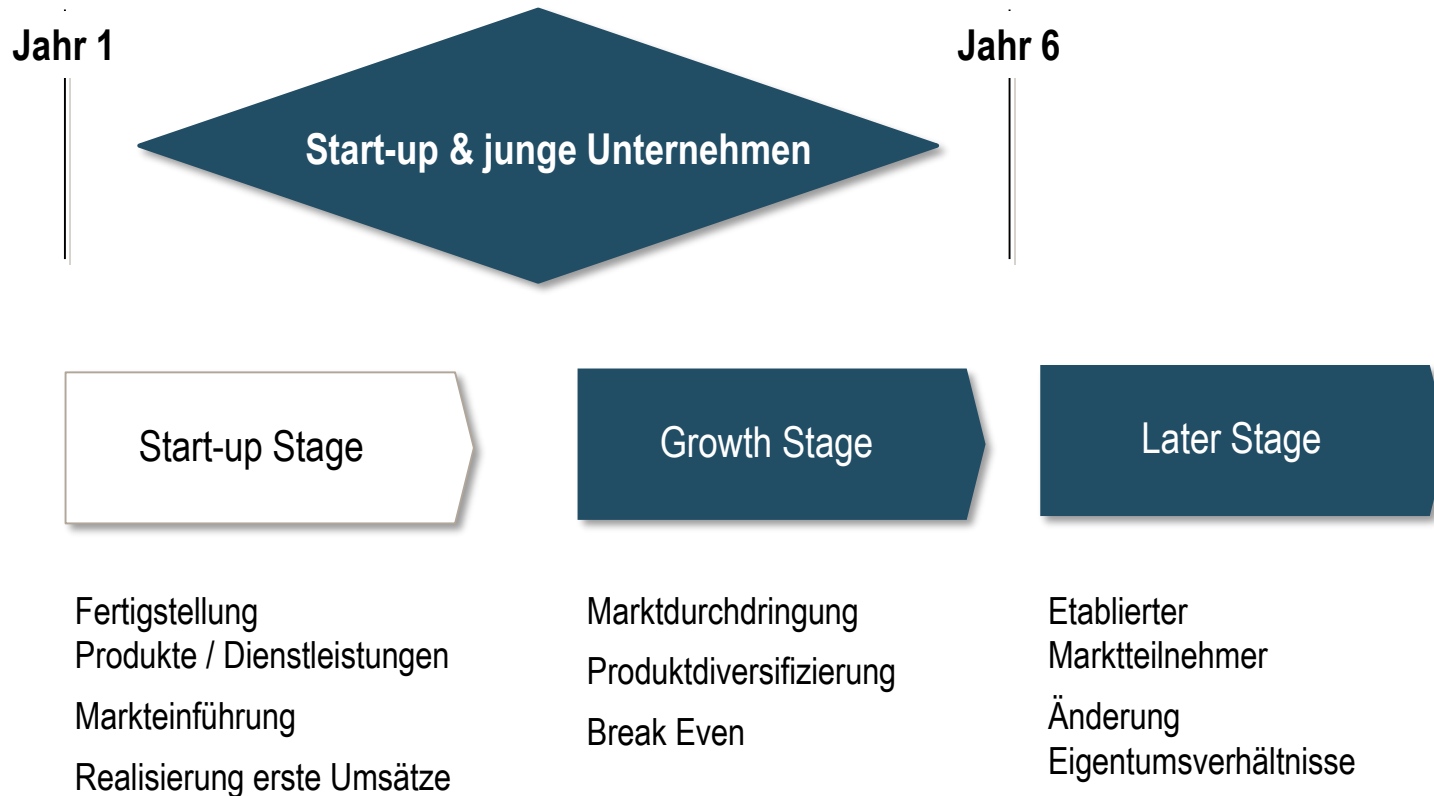 Jahr 1
Jahr 6
Start-up & junge Unternehmen
Start-up Stage
Growth Stage
Later Stage
Fertigstellung
Produkte / Dienstleistungen
Markteinführung
Realisierung erste Umsätze
Marktdurchdringung
Produktdiversifizierung
Break Even
Etablierter
Marktteilnehmer
Änderung
Eigentumsverhältnisse